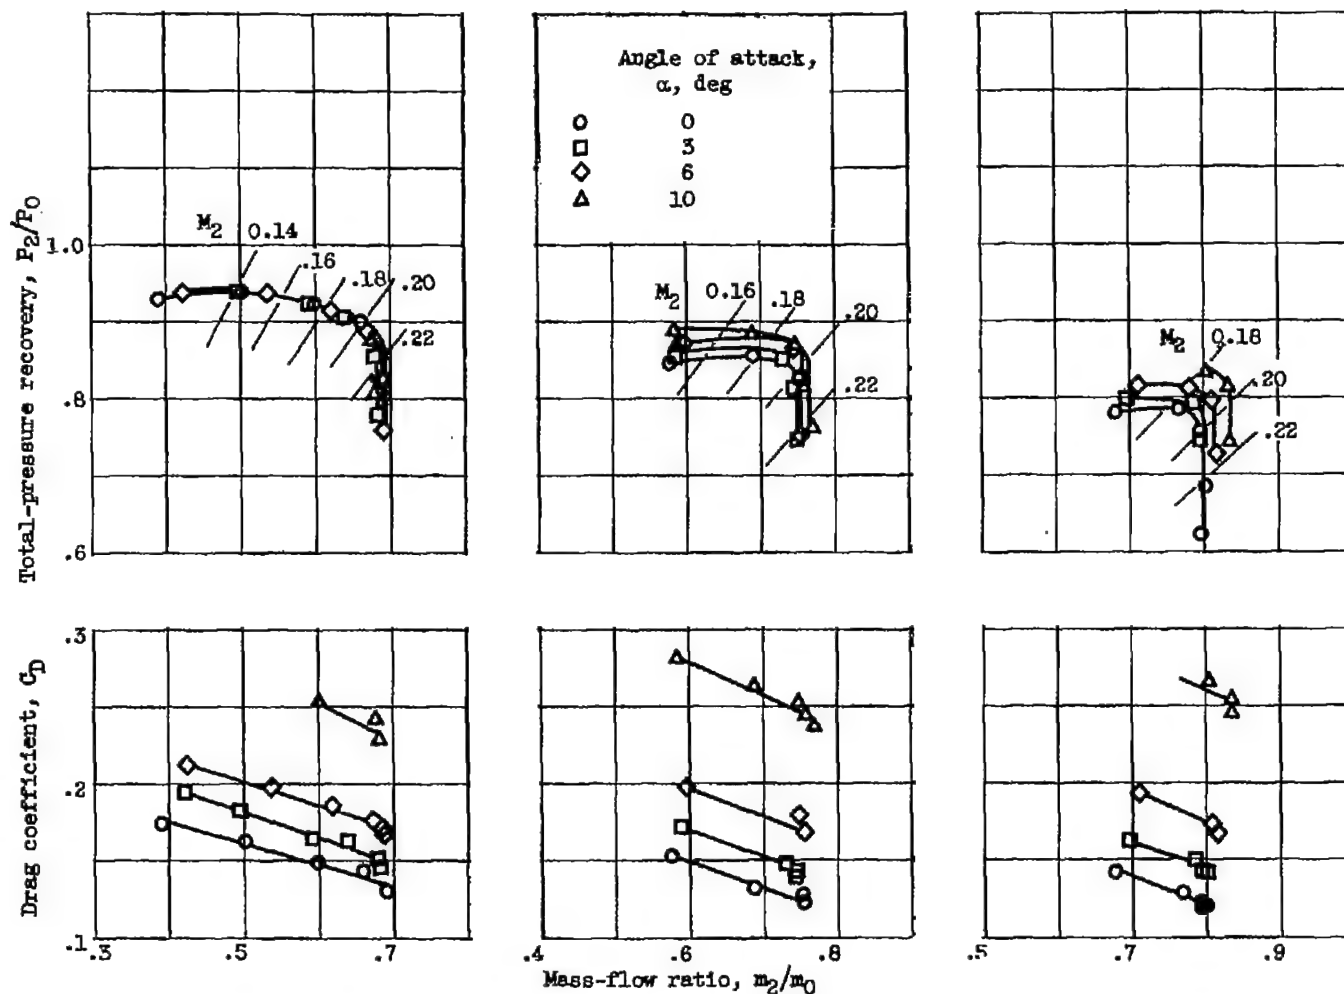 Angle of attack,
α, deg
0
3
6
10
Total-pressure recovery, P2/P0
1.0
.8
.6
M2 0.14
.16
.18
.20
.22
M2 0.16
.18
.20
.22
M2 0.18
.20
.22
Drag coefficient, CD
.3
.2
.1
.3 .5 .7
.4 .6 .8
.5 .7 .9
Mass-flow ratio, m2/m0